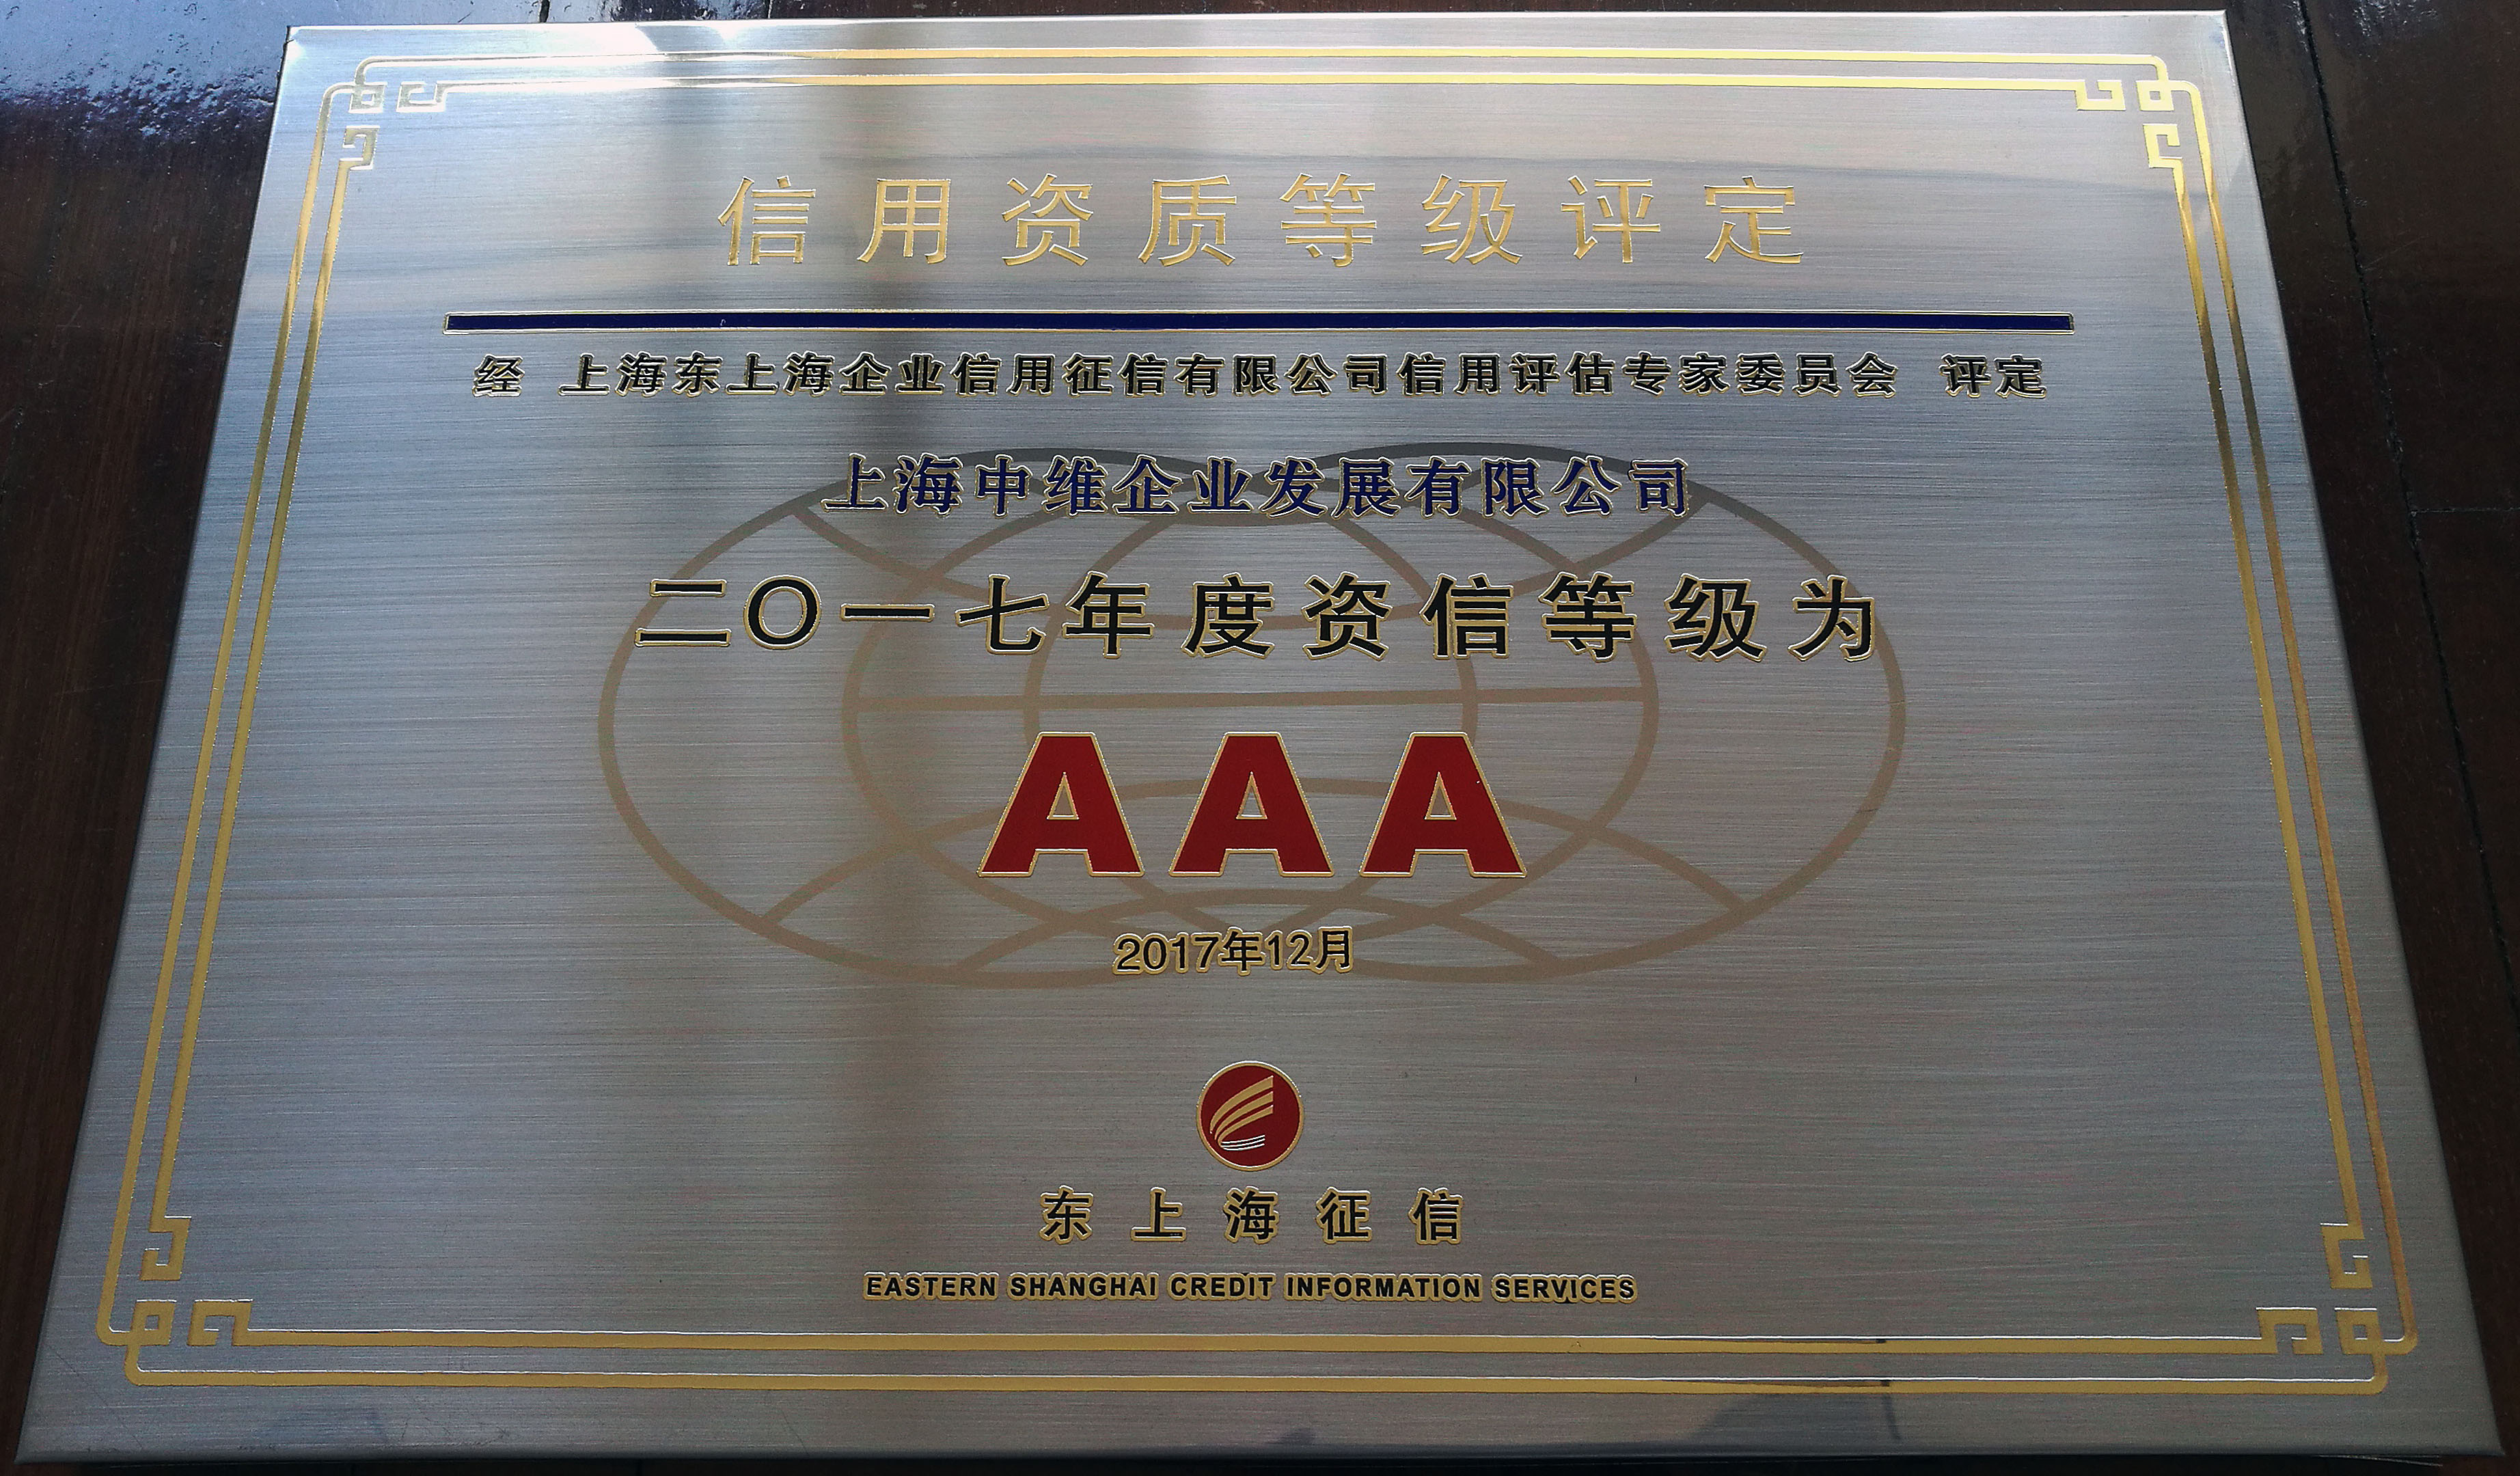 信用资质等级评定
经 上海东上海企业信用征信有限公司信用评估专家委员会 评定
上海中维企业发展有限公司
二〇一七年度资信等级为
AAA
2017年12月
东上海征信
EASTERN SHANGHAI CREDIT INFORMATION SERVICES